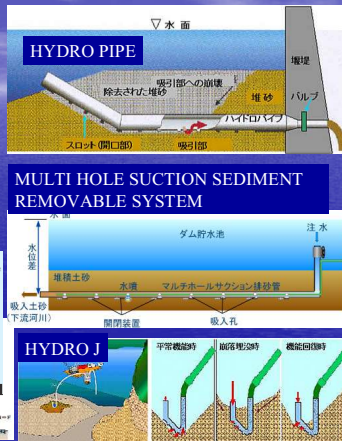 ▽水 面
HYDRO PIPE
堰堤
吸引部への崩壊
除去された堆砂
堆砂
バルブ
ハイドロパイプ
スロット(開口部)
吸引部
MULTI HOLE SUCTION SEDIMENT
REMOVABLE SYSTEM
水面
水位差
ダム貯水池
注水
堆積土砂
水噴
マルチホールサクション排砂管
吸入土砂
(下流河川)
開閉装置
吸入孔
HYDRO J
平常機能時
崩落埋没時
機能回復時